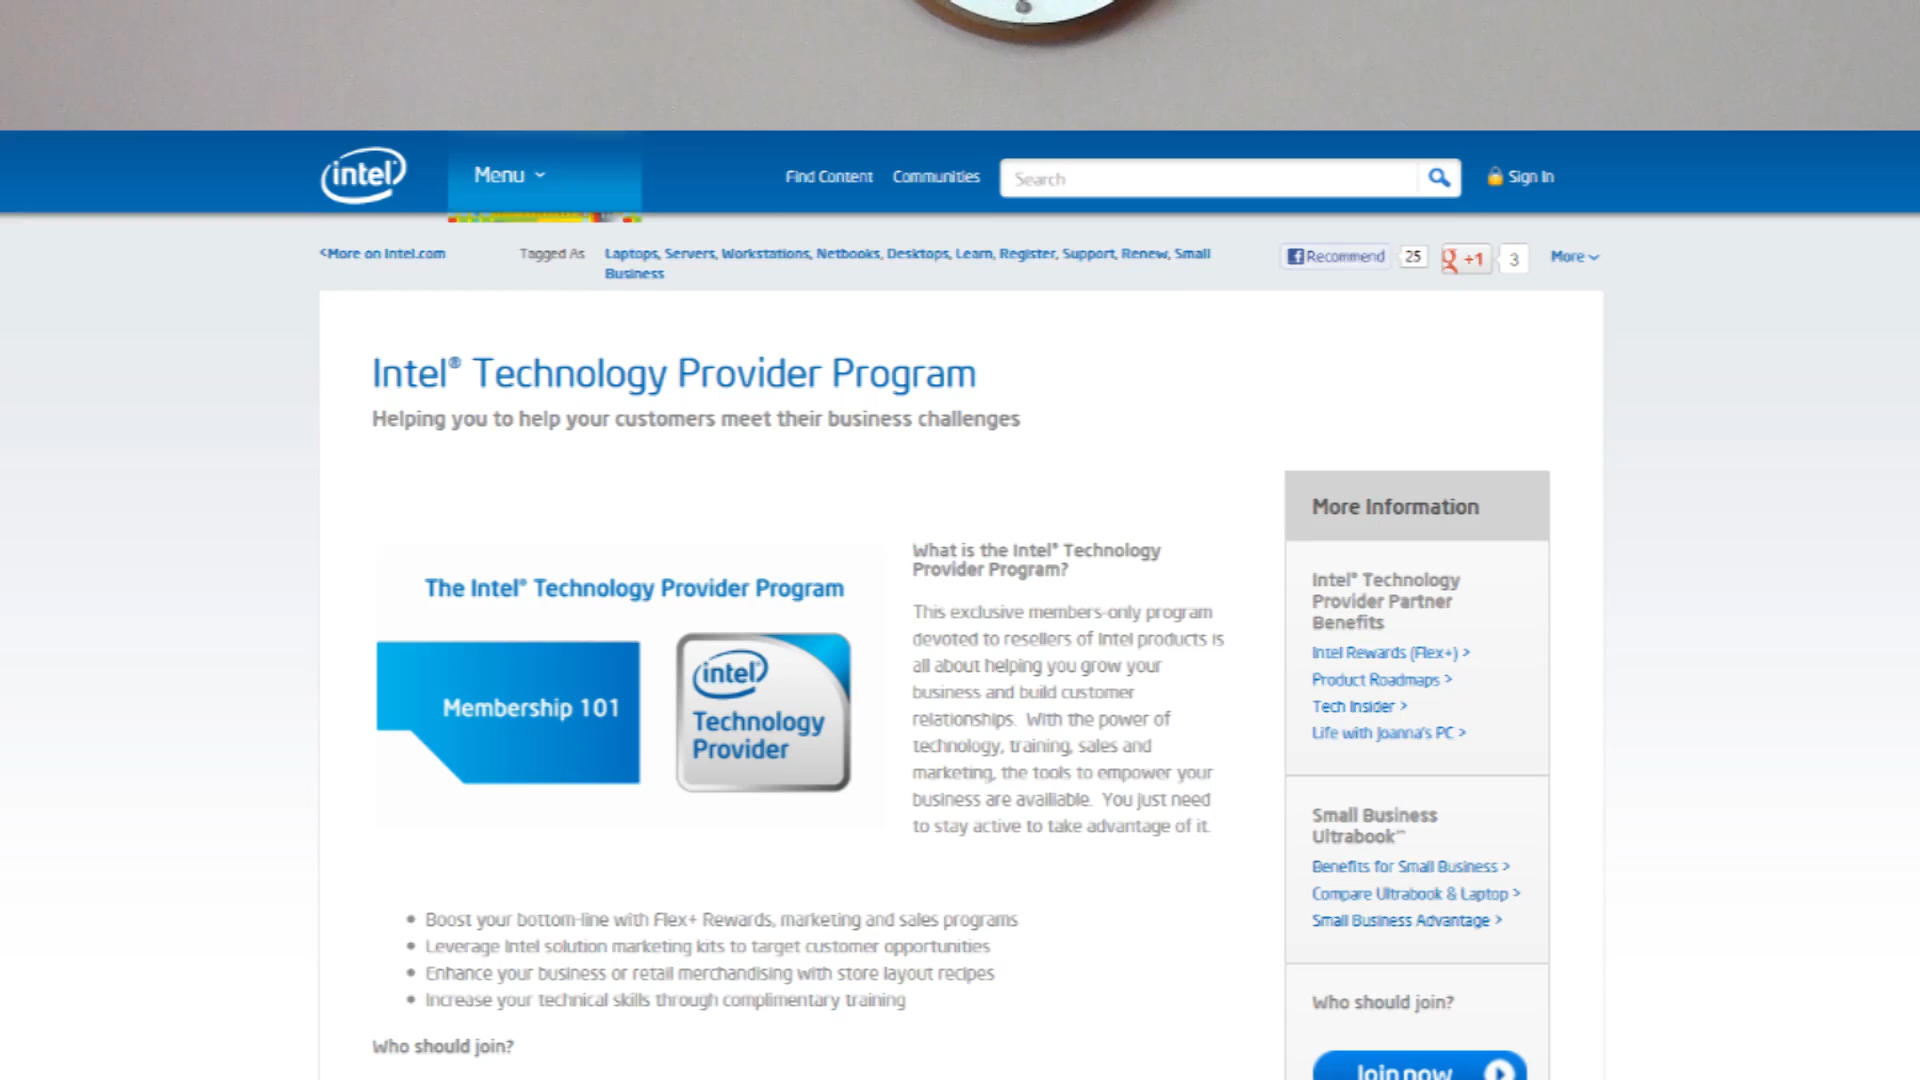 intel
Menu
Find Content
Communities
Search
Sign In
<More on Intel.com
Tagged As
Laptops, Servers, Workstations, Netbooks, Desktops, Learn, Register, Support, Renew, Small
Business
Recommend
25
+1
3
More
Intel® Technology Provider Program
Helping you to help your customers meet their business challenges
The Intel® Technology Provider Program
Membership 101
intel
Technology
Provider
What is the Intel® Technology
Provider Program?
This exclusive members-only program
devoted to resellers of Intel products is
all about helping you grow your
business and build customer
relationships. With the power of
technology, training, sales and
marketing, the tools to empower your
business are availiable. You just need
to stay active to take advantage of it.
Boost your bottom-line with Flex+ Rewards, marketing and sales programs
Leverage Intel solution marketing kits to target customer opportunities
Enhance your business or retail merchandising with store layout recipes
Increase your technical skills through complimentary training
Who should join?
More Information
Intel® Technology
Provider Partner
Benefits
Intel Rewards (Flex+) >
Product Roadmaps >
Tech Insider >
Life with Joanna's PC >
Small Business
Ultrabook™
Benefits for Small Business >
Compare Ultrabook & Laptop >
Small Business Advantage >
Who should join?
Join now